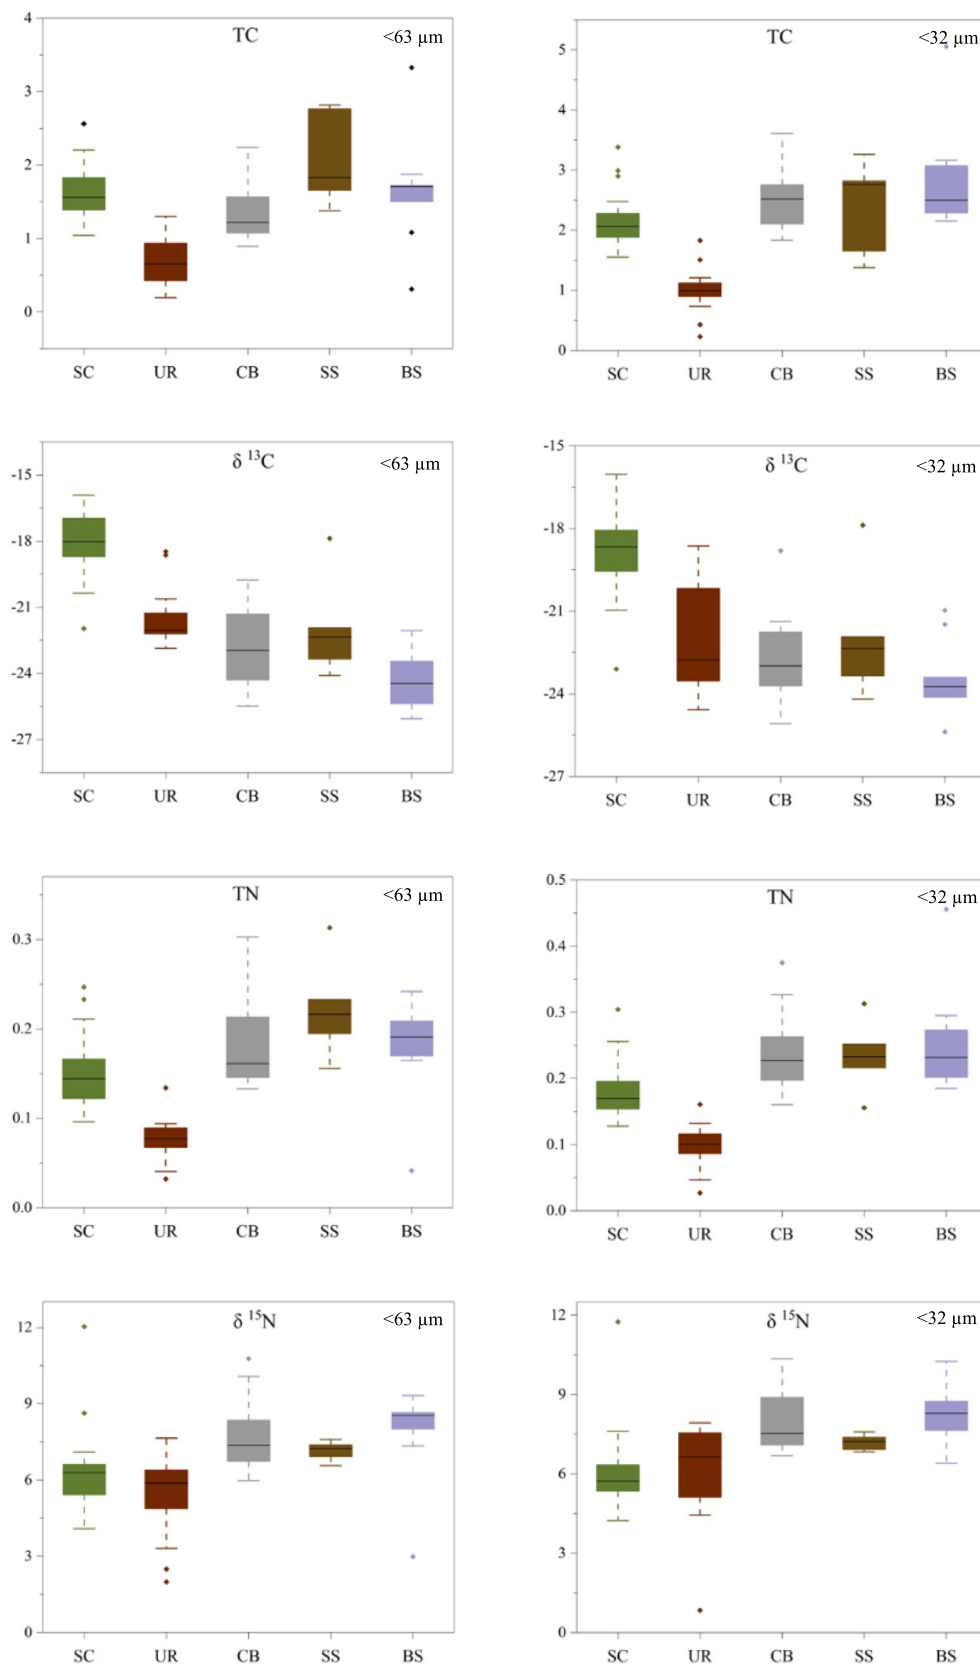 TC <63 µm
4
3
2
1
0
SC UR CB SS BS
TC <32 µm
5
4
3
2
1
0
SC UR CB SS BS
δ ¹³C <63 µm
-15
-18
-21
-24
-27
SC UR CB SS BS
δ ¹³C <32 µm
-15
-18
-21
-24
-27
SC UR CB SS BS
TN <63 µm
0.3
0.2
0.1
0.0
SC UR CB SS BS
TN <32 µm
0.5
0.4
0.3
0.2
0.1
0.0
SC UR CB SS BS
δ ¹⁵N <63 µm
12
9
6
3
0
SC UR CB SS BS
δ ¹⁵N <32 µm
12
9
6
3
0
SC UR CB SS BS